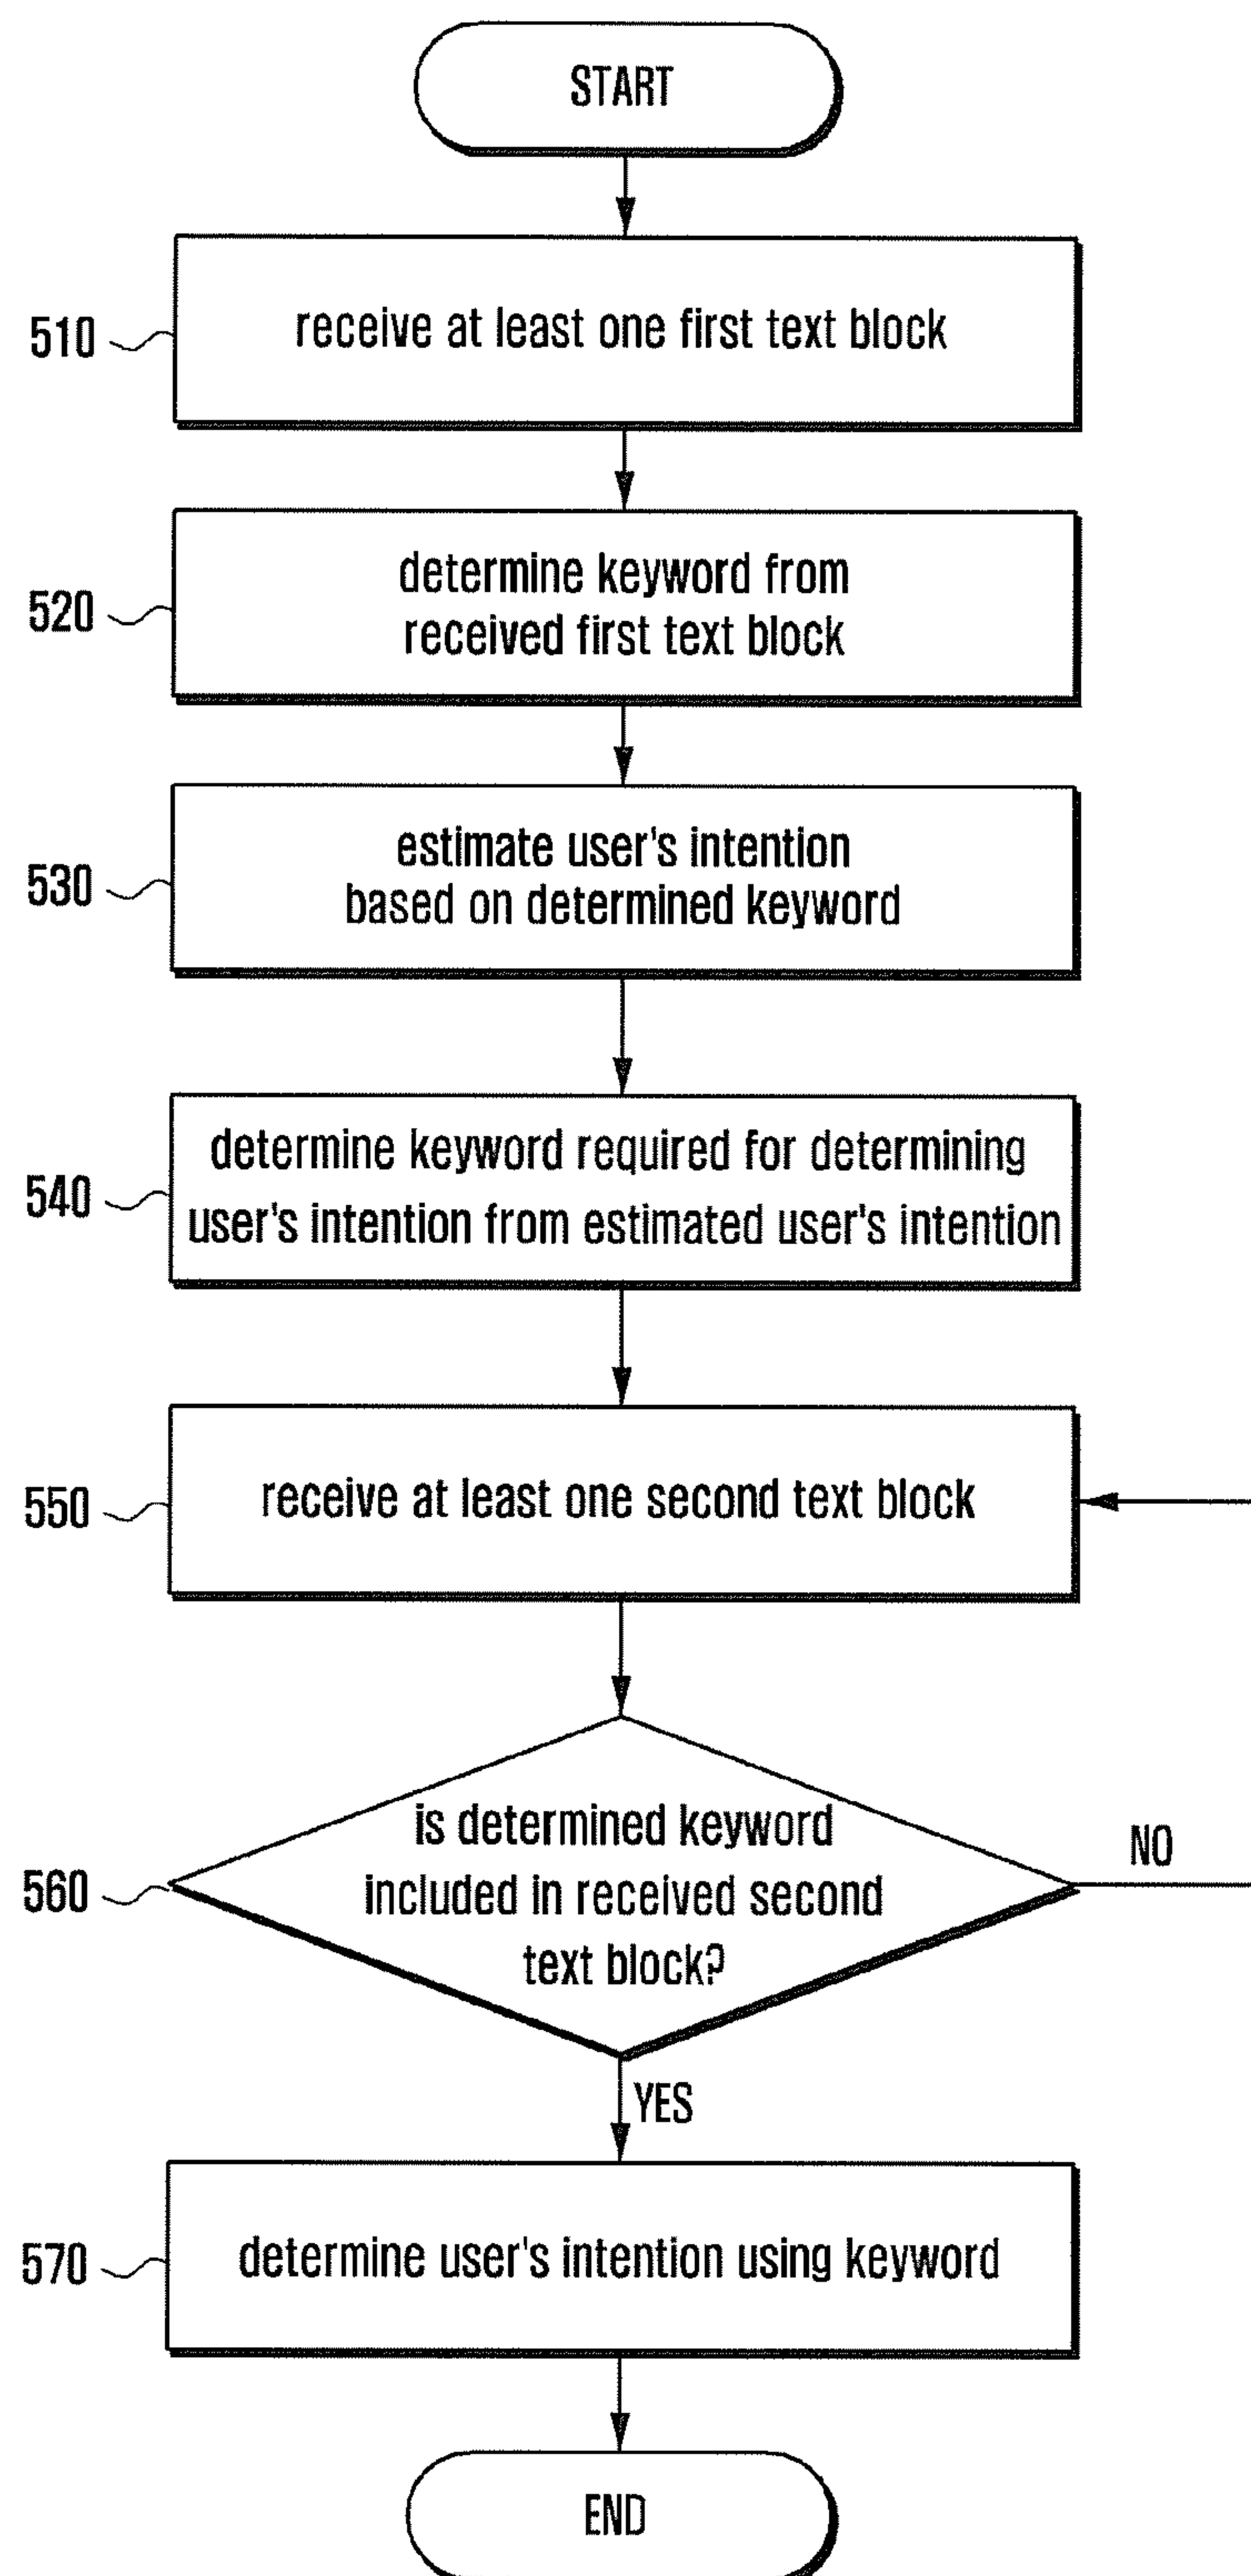 START
510
receive at least one first text block
520
determine keyword from
received first text block
530
estimate user's intention
based on determined keyword
540
determine keyword required for determining
user's intention from estimated user's intention
550
receive at least one second text block
560
is determined keyword
included in received second
text block?
NO
YES
570
determine user's intention using keyword
END